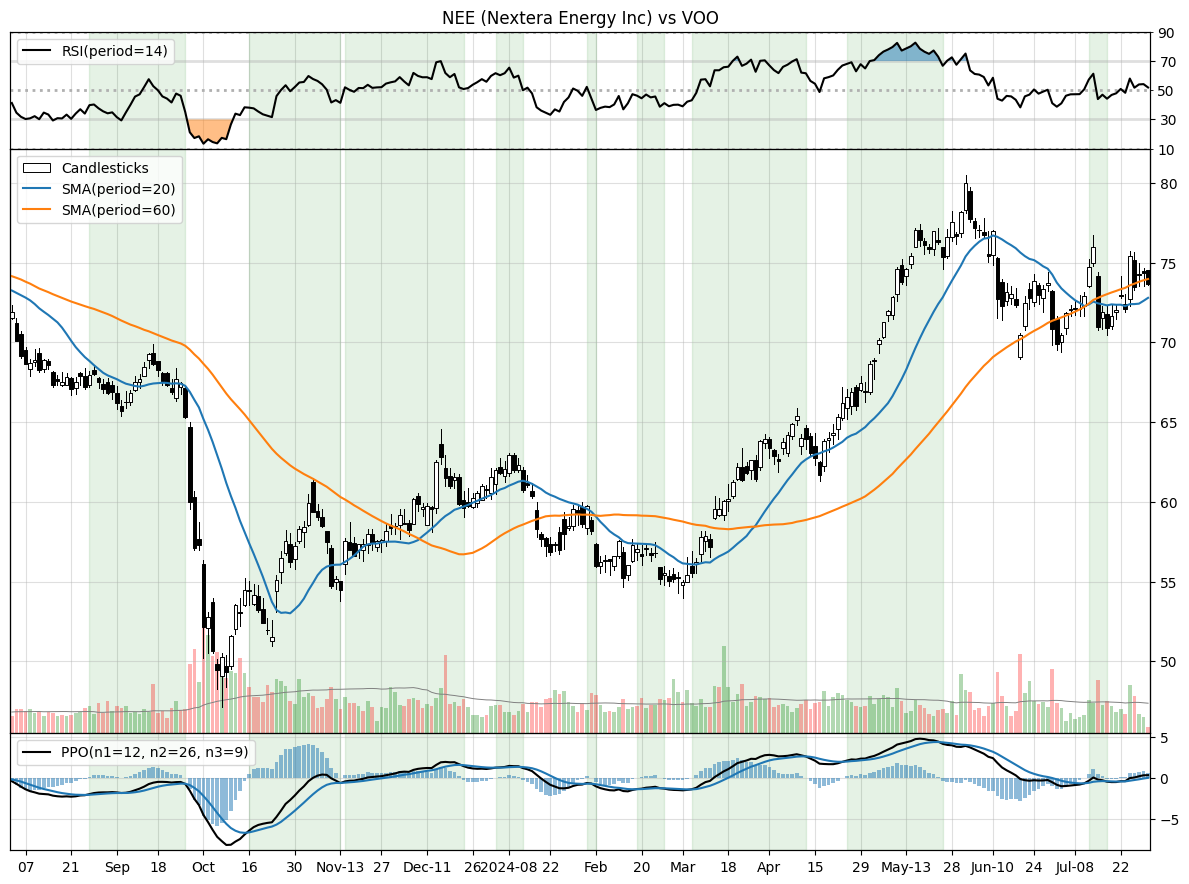 NEE (Nextera Energy Inc) vs VOO
RSI(period=14)
90
70
50
30
10
Candlesticks
SMA(period=20)
SMA(period=60)
80
75
70
65
60
55
50
PPO(n1=12, n2=26, n3=9)
5
0
−5
07 21 Sep 18 Oct 16 30 Nov-13 27 Dec-11 26 2024-08 22 Feb 20 Mar 18 Apr 15 29 May-13 28 Jun-10 24 Jul-08 22